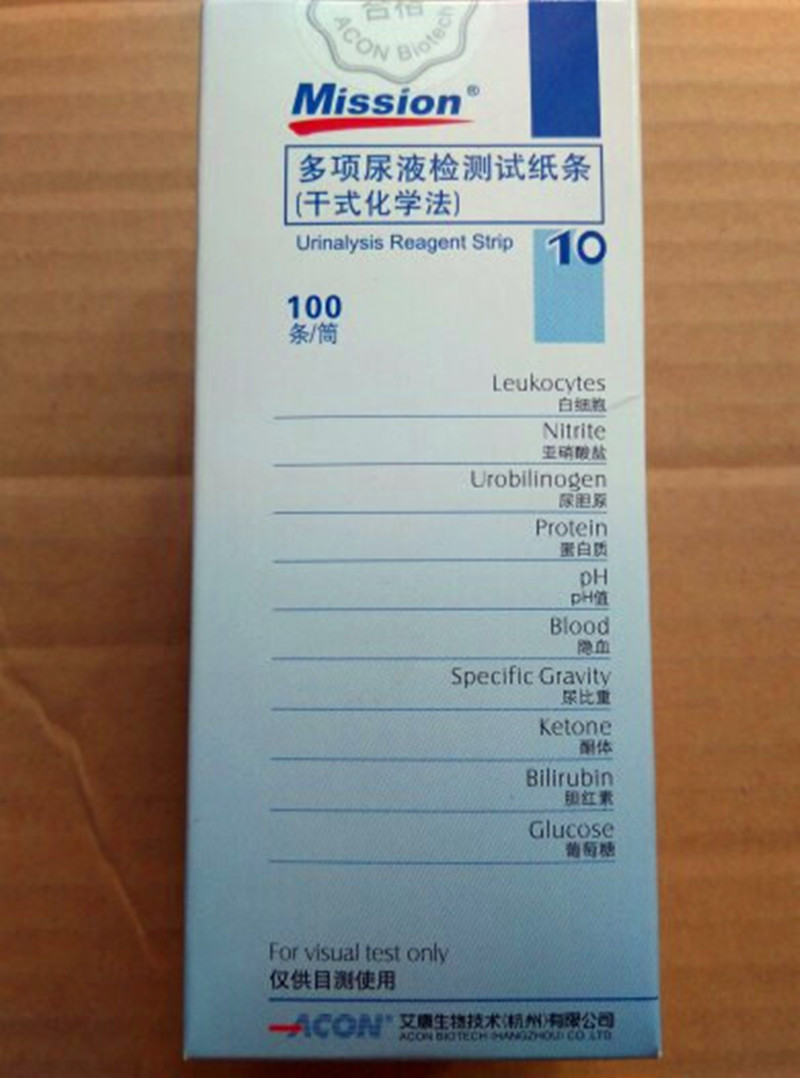 合格
ACON Biotech
Mission®
多项尿液检测试纸条
(干式化学法)
Urinalysis Reagent Strip 10
100
条/筒
Leukocytes
白细胞
Nitrite
亚硝酸盐
Urobilinogen
尿胆原
Protein
蛋白质
pH
pH值
Blood
隐血
Specific Gravity
尿比重
Ketone
酮体
Bilirubin
胆红素
Glucose
葡萄糖
For visual test only
仅供目测使用
ACON® 艾康生物技术(杭州)有限公司
ACON BIOTECH (HANGZHOU) CO.,LTD.